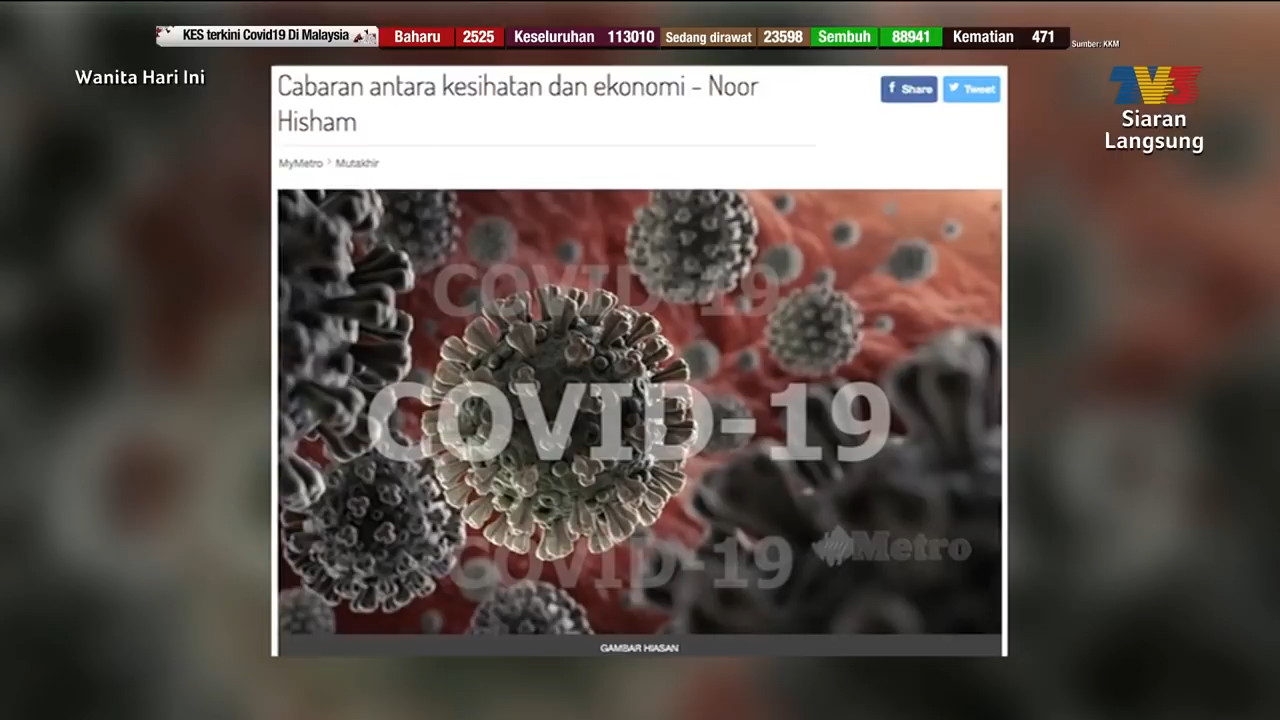 KES terkini Covid19 Di Malaysia Baharu 2525 Keseluruhan 113010 Sedang dirawat 23598 Sembuh 88941 Kematian 471 Sumber: KKM
Wanita Hari Ini
TV3
Siaran
Langsung
Cabaran antara kesihatan dan ekonomi - Noor
Hisham
Share Tweet
MyMetro > Mutakhir
COVID-19
COVID-19
COVID-19
Metro
GAMBAR HIASAN